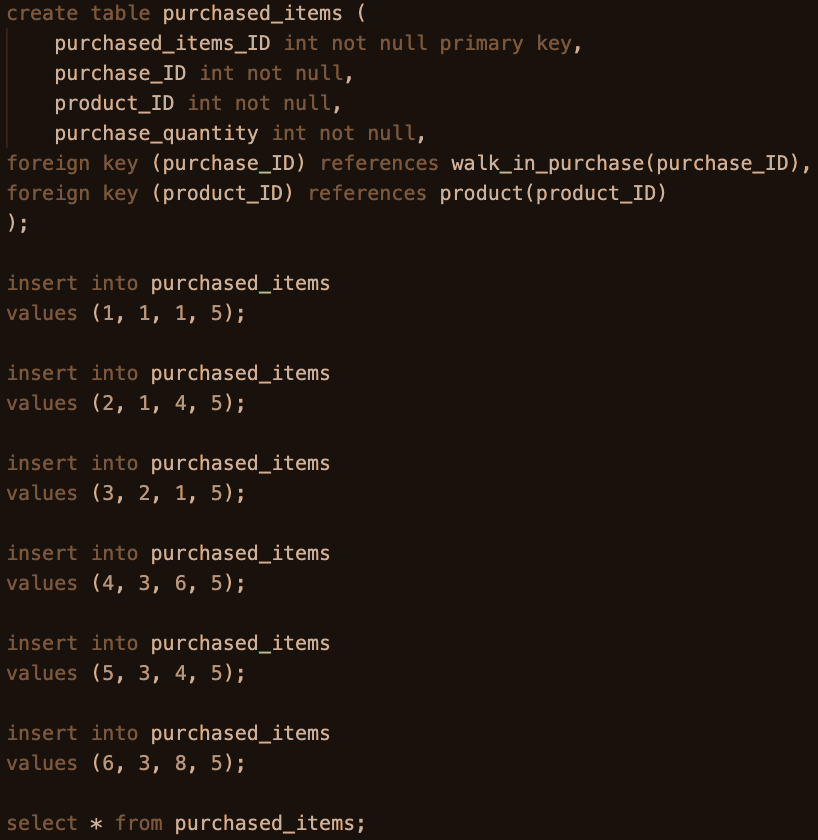 create table purchased_items (
    purchased_items_ID int not null primary key,
    purchase_ID int not null,
    product_ID int not null,
    purchase_quantity int not null,
foreign key (purchase_ID) references walk_in_purchase(purchase_ID),
foreign key (product_ID) references product(product_ID)
);

insert into purchased_items
values (1, 1, 1, 5);

insert into purchased_items
values (2, 1, 4, 5);

insert into purchased_items
values (3, 2, 1, 5);

insert into purchased_items
values (4, 3, 6, 5);

insert into purchased_items
values (5, 3, 4, 5);

insert into purchased_items
values (6, 3, 8, 5);

select * from purchased_items;